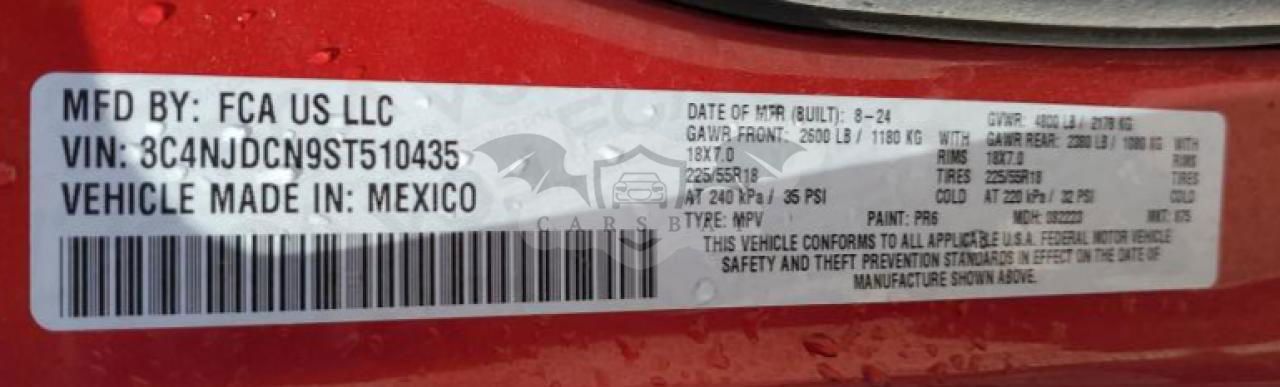 MFD BY: FCA US LLC
VIN: 3C4NJDCN9ST510435
VEHICLE MADE IN: MEXICO
DATE OF MFR (BUILT): 8-24 GVWR: 4800 LB / 2178 KG
GAWR FRONT: 2600 LB / 1180 KG WITH GAWR REAR: 2380 LB / 1080 KG WITH
18X7.0 RIMS 18X7.0 RIMS
225/55R18 TIRES 225/55R18 TIRES
AT 240 kPa / 35 PSI COLD AT 220 kPa / 32 PSI COLD
TYPE: MPV PAINT: PR6 MDH: 082223 MKT: 875
THIS VEHICLE CONFORMS TO ALL APPLICABLE U.S.A. FEDERAL MOTOR VEHICLE
SAFETY AND THEFT PREVENTION STANDARDS IN EFFECT ON THE DATE OF
MANUFACTURE SHOWN ABOVE.